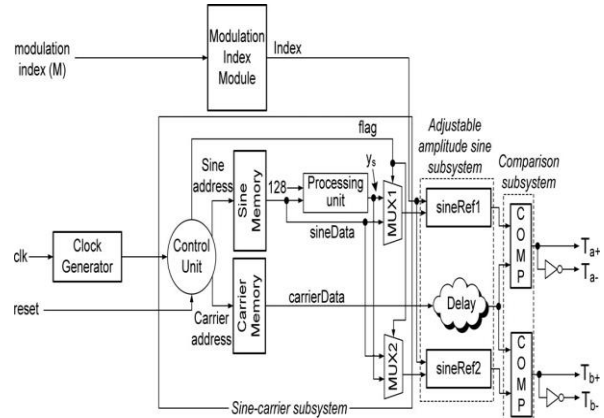 modulation
index (M)
Modulation
Index
Module
Index
flag
Adjustable
amplitude sine
subsystem
Comparison
subsystem
Sine
address
Sine
Memory
128
Processing
unit
ys
MUX1
sineRef1
sineData
COMP
Ta+
Ta-
clk
Clock
Generator
Control
Unit
reset
Carrier
address
Carrier
Memory
carrierData
Delay
MUX2
sineRef2
COMP
Tb+
Tb-
Sine-carrier subsystem